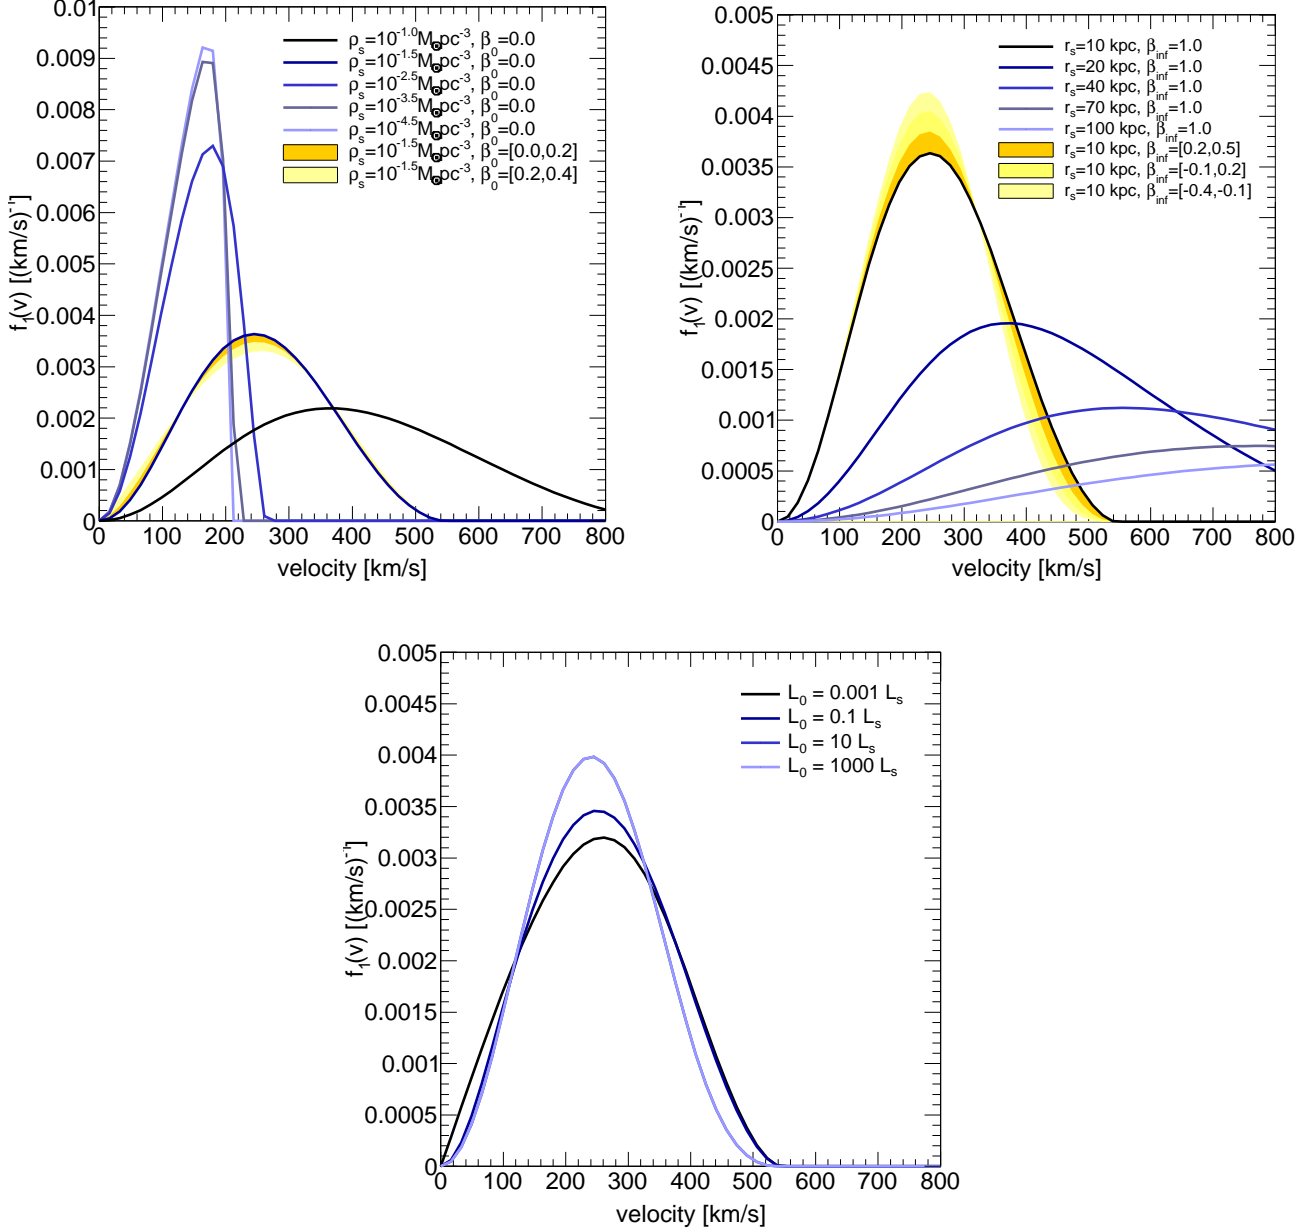 0.01
0.009
0.008
0.007
0.006
0.005
0.004
0.003
0.002
0.001
0
f₁(v) [(km/s)⁻¹]
0 100 200 300 400 500 600 700 800
velocity [km/s]
ρₛ=10⁻¹·⁰M⊙pc⁻³, β₀=0.0
ρₛ=10⁻¹·⁵M⊙pc⁻³, β₀=0.0
ρₛ=10⁻²·⁵M⊙pc⁻³, β₀=0.0
ρₛ=10⁻³·⁵M⊙pc⁻³, β₀=0.0
ρₛ=10⁻⁴·⁵M⊙pc⁻³, β₀=0.0
ρₛ=10⁻¹·⁵M⊙pc⁻³, β₀=[0.0,0.2]
ρₛ=10⁻¹·⁵M⊙pc⁻³, β₀=[0.2,0.4]
0.005
0.0045
0.004
0.0035
0.003
0.0025
0.002
0.0015
0.001
0.0005
0
f₁(v) [(km/s)⁻¹]
0 100 200 300 400 500 600 700 800
velocity [km/s]
rₛ=10 kpc, β_inf=1.0
rₛ=20 kpc, β_inf=1.0
rₛ=40 kpc, β_inf=1.0
rₛ=70 kpc, β_inf=1.0
rₛ=100 kpc, β_inf=1.0
rₛ=10 kpc, β_inf=[0.2,0.5]
rₛ=10 kpc, β_inf=[-0.1,0.2]
rₛ=10 kpc, β_inf=[-0.4,-0.1]
0.005
0.0045
0.004
0.0035
0.003
0.0025
0.002
0.0015
0.001
0.0005
0
f₁(v) [(km/s)⁻¹]
0 100 200 300 400 500 600 700 800
velocity [km/s]
L₀ = 0.001 Lₛ
L₀ = 0.1 Lₛ
L₀ = 10 Lₛ
L₀ = 1000 Lₛ